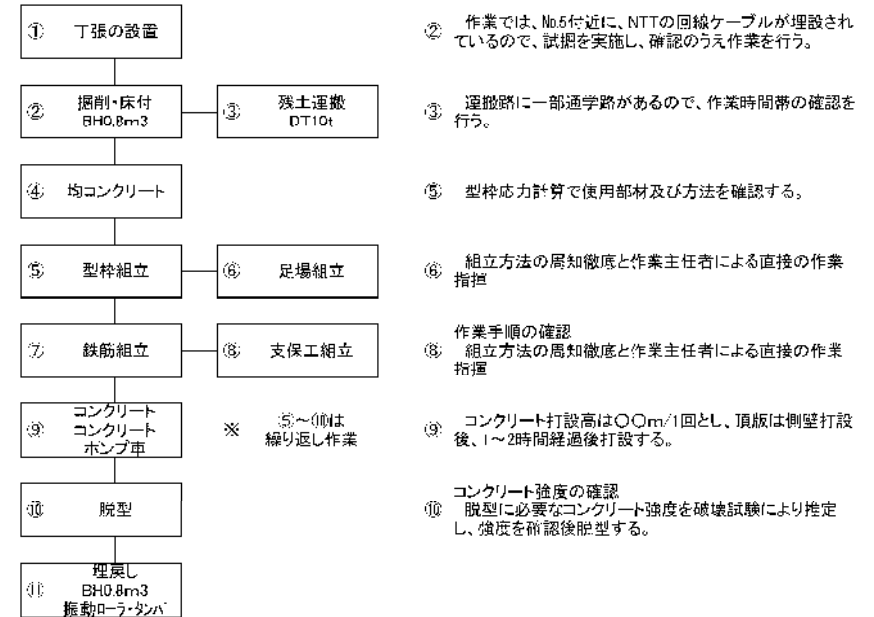 ① 丁張の設置
② 作業では、№5付近に、NTTの回線ケーブルが埋設され
ているので、試掘を実施し、確認のうえ作業を行う。
② 掘削・床付
BH0.8m3
③ 残土運搬
DT10t
③ 運搬路に一部通学路があるので、作業時間帯の確認を
行う。
④ 均コンクリート
⑤ 型枠応力計算で使用部材及び方法を確認する。
⑤ 型枠組立
⑥ 足場組立
⑥ 組立方法の周知徹底と作業主任者による直接の作業
指揮
⑦ 鉄筋組立
⑧ 支保工組立
作業手順の確認
⑧ 組立方法の周知徹底と作業主任者による直接の作業
指揮
⑨ コンクリート
コンクリート
ポンプ車
※ ⑤~⑩は
繰り返し作業
⑨ コンクリート打設高は〇〇m/1回とし、頂版は側壁打設
後、1~2時間経過後打設する。
⑩ 脱型
コンクリート強度の確認
⑩ 脱型に必要なコンクリート強度を破壊試験により推定
し、強度を確認後脱型する。
⑪ 埋戻し
BH0.8m3
振動ローラ・タンパ